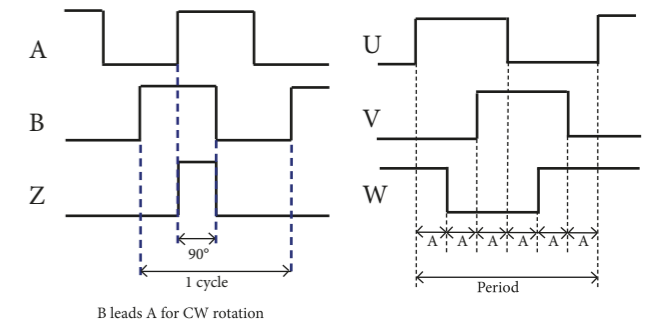 A
B
Z
90°
1 cycle
B leads A for CW rotation
U
V
W
A A A A A A
Period